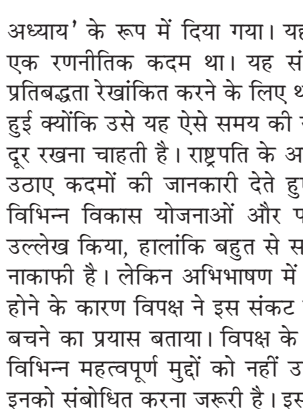 अध्याय’ के रूप में दिया गया। यह
एक रणनीतिक कदम था। यह सं
प्रतिबद्धता रेखांकित करने के लिए थ
हुई क्योंकि उसे यह ऐसे समय की
दूर रखना चाहती है। राष्ट्रपति के अ
उठाए कदमों की जानकारी देते हु
विभिन्न विकास योजनाओं और प
उल्लेख किया, हालांकि बहुत से स
नाकाफी है। लेकिन अभिभाषण में
होने के कारण विपक्ष ने इस संकट
बचने का प्रयास बताया। विपक्ष के
विभिन्न महत्वपूर्ण मुद्दों को नहीं उ
इनको संबोधित करना जरूरी है। इस